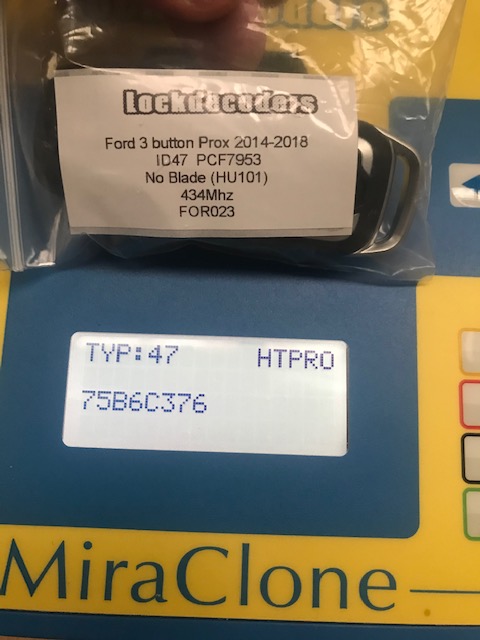 lockdecoders
Ford 3 button Prox 2014-2018
ID47 PCF7953
No Blade (HU101)
434Mhz
FOR023
TYP:47 HTPRO
75B6C376
MiraClone